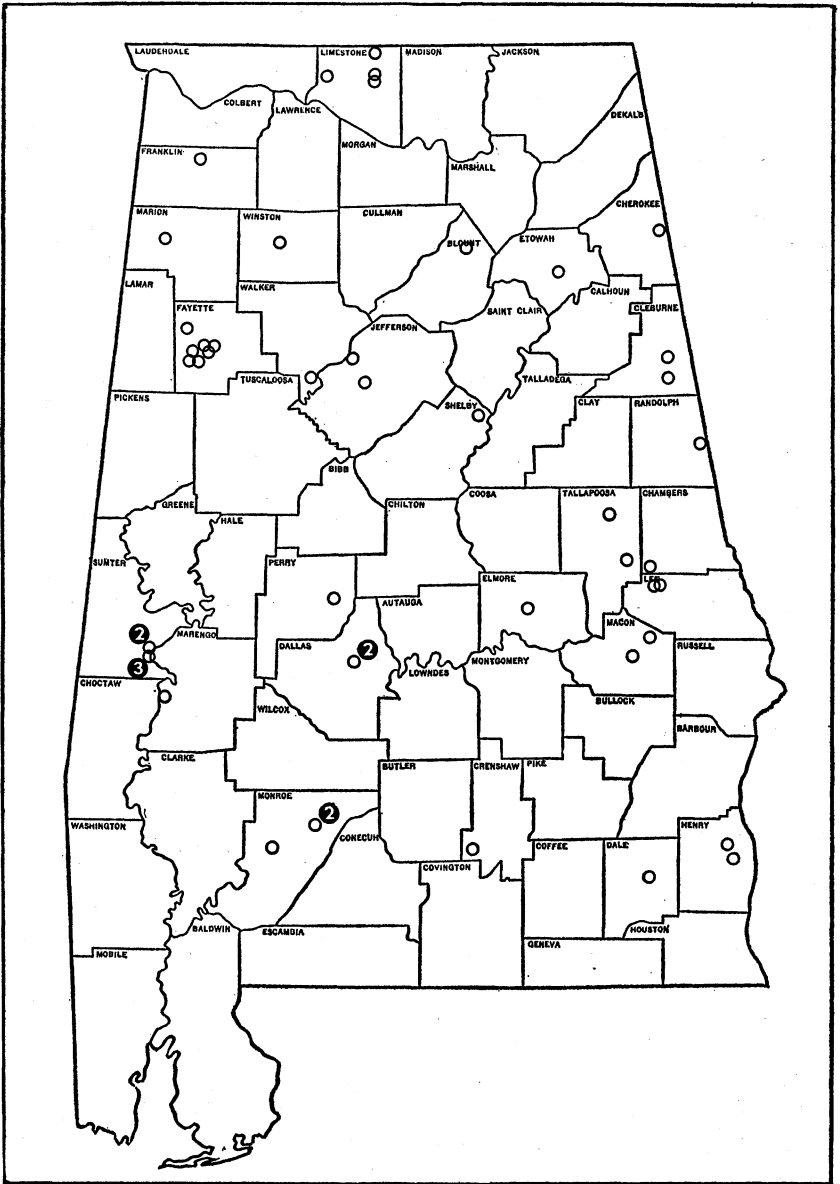 LAUDERDALE
LIMESTONE
MADISON
JACKSON
COLBERT
LAWRENCE
DEKALB
FRANKLIN
MORGAN
MARSHALL
CHEROKEE
MARION
WINSTON
CULLMAN
BLOUNT
ETOWAH
LAMAR
WALKER
CALHOUN
FAYETTE
SAINT CLAIR
CLEBURNE
JEFFERSON
TUSCALOOSA
TALLADEGA
PICKENS
SHELBY
CLAY
RANDOLPH
BIBB
GREENE
HALE
CHILTON
COOSA
TALLAPOOSA
CHAMBERS
SUMTER
PERRY
ELMORE
LEE
AUTAUGA
MACON
2
MARENGO
DALLAS
2
RUSSELL
3
LOWNDES
MONTGOMERY
CHOCTAW
WILCOX
BULLOCK
BARBOUR
CLARKE
BUTLER
CRENSHAW
PIKE
MONROE
2
WASHINGTON
CONECUH
HENRY
COVINGTON
COFFEE
DALE
BALDWIN
ESCAMBIA
HOUSTON
GENEVA
MOBILE